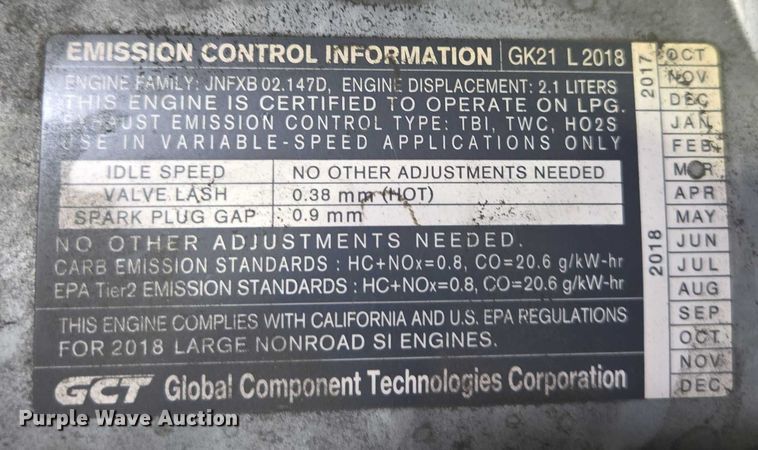 EMISSION CONTROL INFORMATION GK21 L 2018
ENGINE FAMILY: JNFXB 02.147D, ENGINE DISPLACEMENT: 2.1 LITERS
THIS ENGINE IS CERTIFIED TO OPERATE ON LPG.
EXHAUST EMISSION CONTROL TYPE: TBI, TWC, HO2S
USE IN VARIABLE-SPEED APPLICATIONS ONLY
IDLE SPEED NO OTHER ADJUSTMENTS NEEDED
VALVE LASH 0.38 mm (HOT)
SPARK PLUG GAP 0.9 mm
NO OTHER ADJUSTMENTS NEEDED.
CARB EMISSION STANDARDS : HC+NOx=0.8, CO=20.6 g/kW-hr
EPA Tier2 EMISSION STANDARDS : HC+NOx=0.8, CO=20.6 g/kW-hr
THIS ENGINE COMPLIES WITH CALIFORNIA AND U.S. EPA REGULATIONS
FOR 2018 LARGE NONROAD SI ENGINES.
GCT Global Component Technologies Corporation
2017
OCT
NOV
DEC
2018
JAN
FEB
MAR
APR
MAY
JUN
JUL
AUG
SEP
OCT
NOV
DEC
Purple Wave Auction